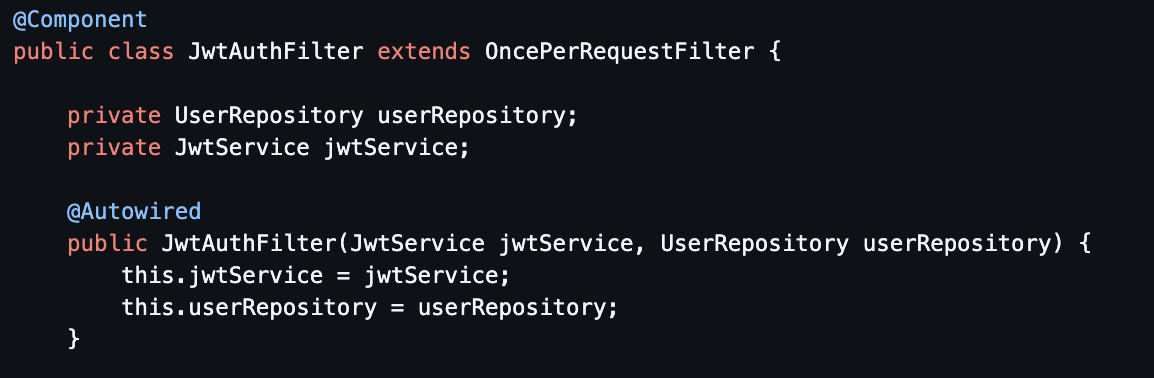 @Component
public class JwtAuthFilter extends OncePerRequestFilter {
private UserRepository userRepository;
private JwtService jwtService;
@Autowired
public JwtAuthFilter(JwtService jwtService, UserRepository userRepository) {
this.jwtService = jwtService;
this.userRepository = userRepository;
}